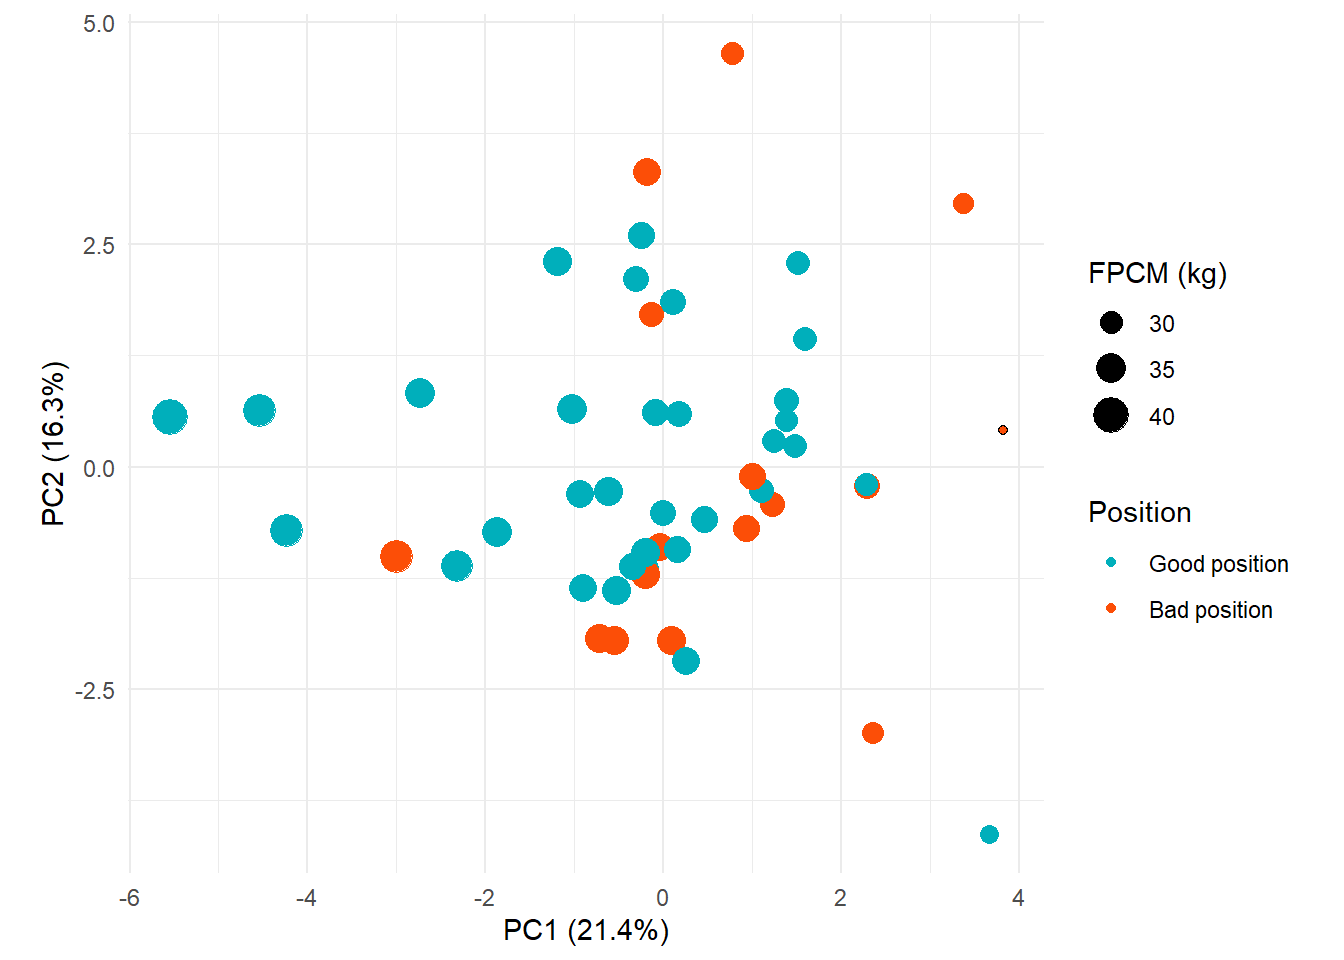 5.0
2.5
0.0
-2.5
-6
-4
-2
0
2
4
PC1 (21.4%)
PC2 (16.3%)
FPCM (kg)
30
35
40
Position
Good position
Bad position